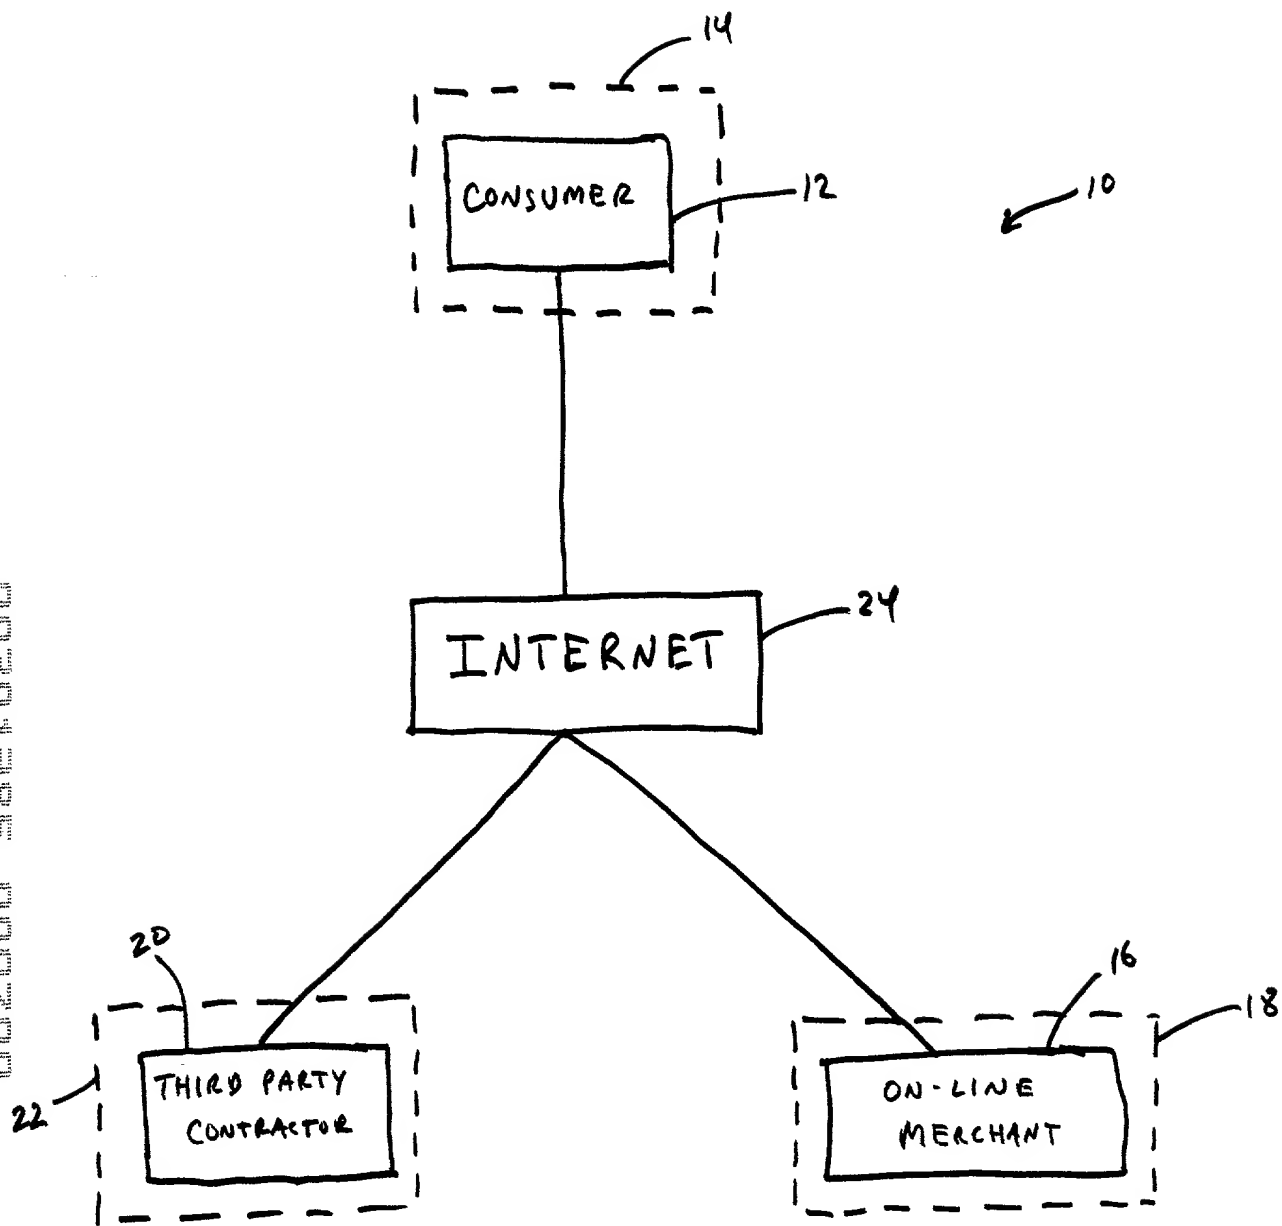 14
CONSUMER
12
10
INTERNET
24
20
16
18
THIRD PARTY
CONTRACTOR
22
ON-LINE
MERCHANT